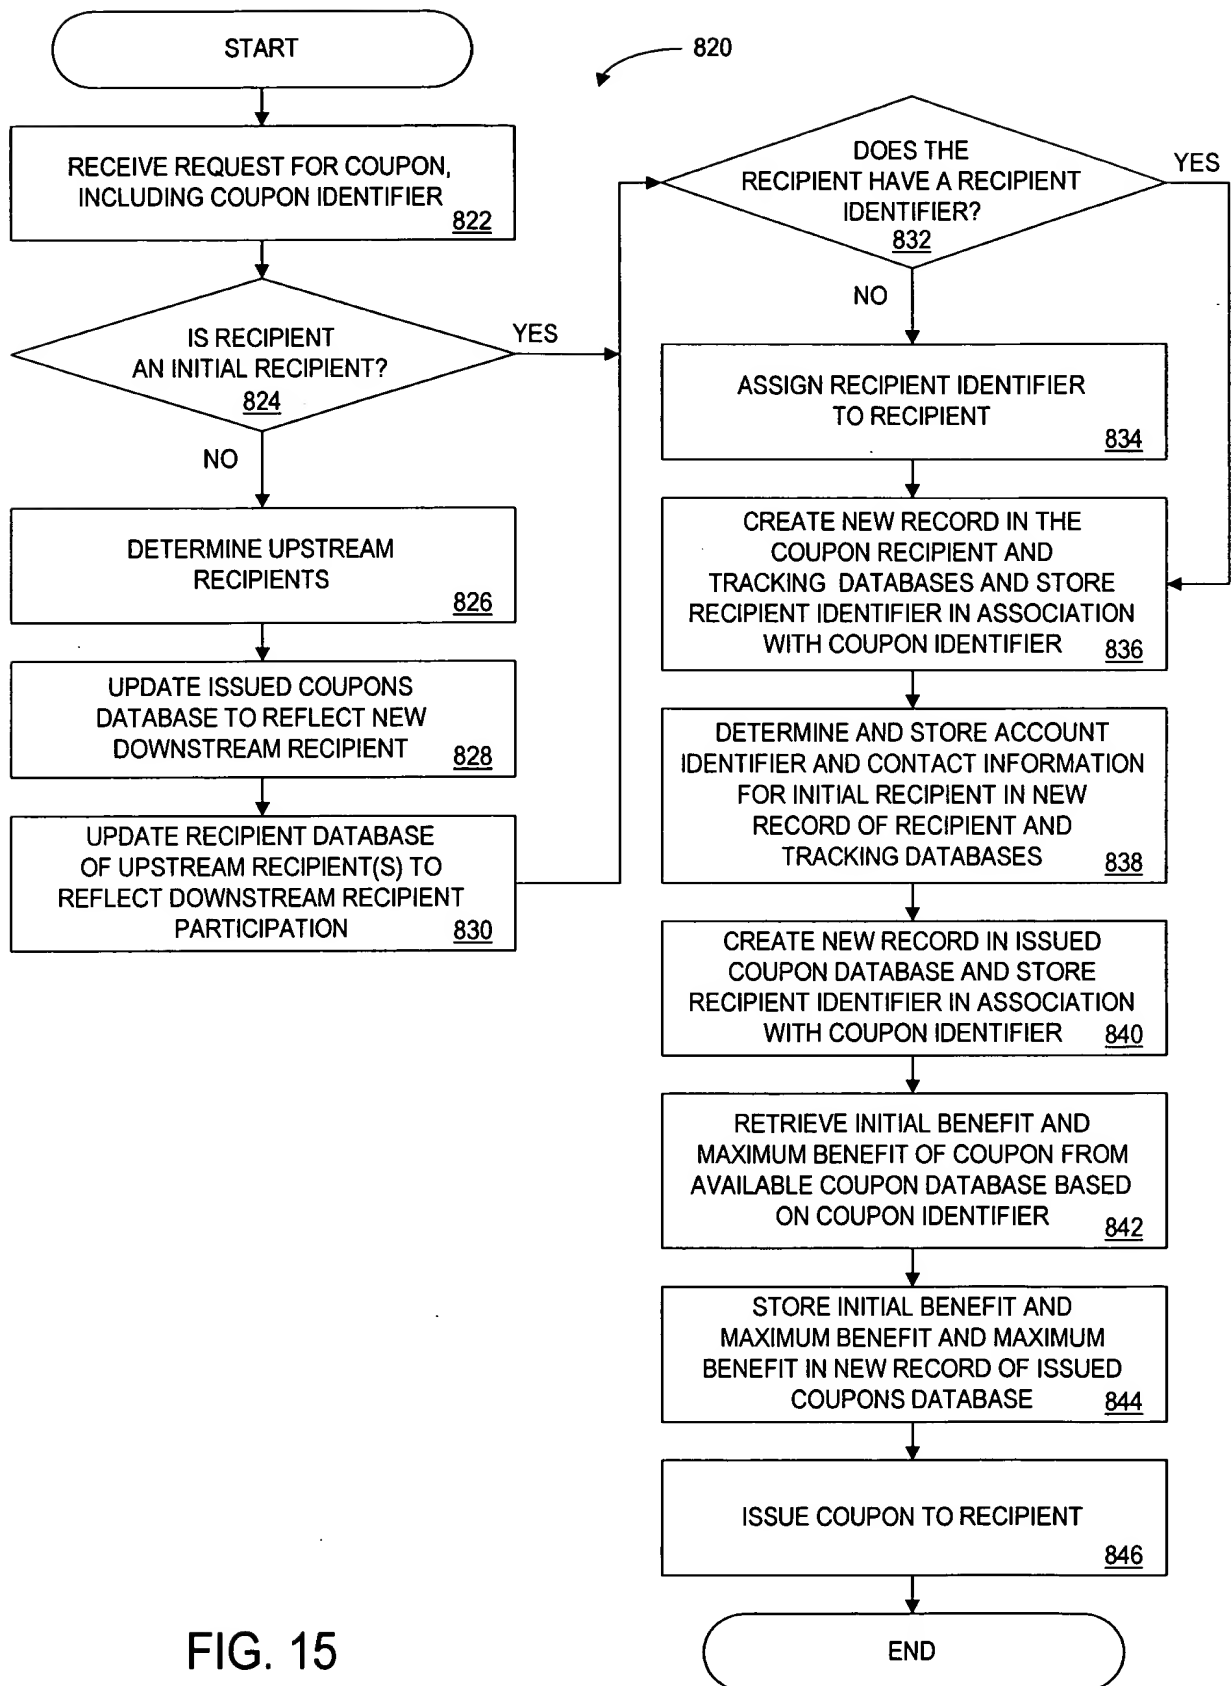 START
820
RECEIVE REQUEST FOR COUPON,
INCLUDING COUPON IDENTIFIER
822
IS RECIPIENT
AN INITIAL RECIPIENT?
824
YES
NO
DETERMINE UPSTREAM
RECIPIENTS
826
UPDATE ISSUED COUPONS
DATABASE TO REFLECT NEW
DOWNSTREAM RECIPIENT
828
UPDATE RECIPIENT DATABASE
OF UPSTREAM RECIPIENT(S) TO
REFLECT DOWNSTREAM RECIPIENT
PARTICIPATION
830
DOES THE
RECIPIENT HAVE A RECIPIENT
IDENTIFIER?
832
YES
NO
ASSIGN RECIPIENT IDENTIFIER
TO RECIPIENT
834
CREATE NEW RECORD IN THE
COUPON RECIPIENT AND
TRACKING DATABASES AND STORE
RECIPIENT IDENTIFIER IN ASSOCIATION
WITH COUPON IDENTIFIER
836
DETERMINE AND STORE ACCOUNT
IDENTIFIER AND CONTACT INFORMATION
FOR INITIAL RECIPIENT IN NEW
RECORD OF RECIPIENT AND
TRACKING DATABASES
838
CREATE NEW RECORD IN ISSUED
COUPON DATABASE AND STORE
RECIPIENT IDENTIFIER IN ASSOCIATION
WITH COUPON IDENTIFIER
840
RETRIEVE INITIAL BENEFIT AND
MAXIMUM BENEFIT OF COUPON FROM
AVAILABLE COUPON DATABASE BASED
ON COUPON IDENTIFIER
842
STORE INITIAL BENEFIT AND
MAXIMUM BENEFIT AND MAXIMUM
BENEFIT IN NEW RECORD OF ISSUED
COUPONS DATABASE
844
ISSUE COUPON TO RECIPIENT
846
END
FIG. 15